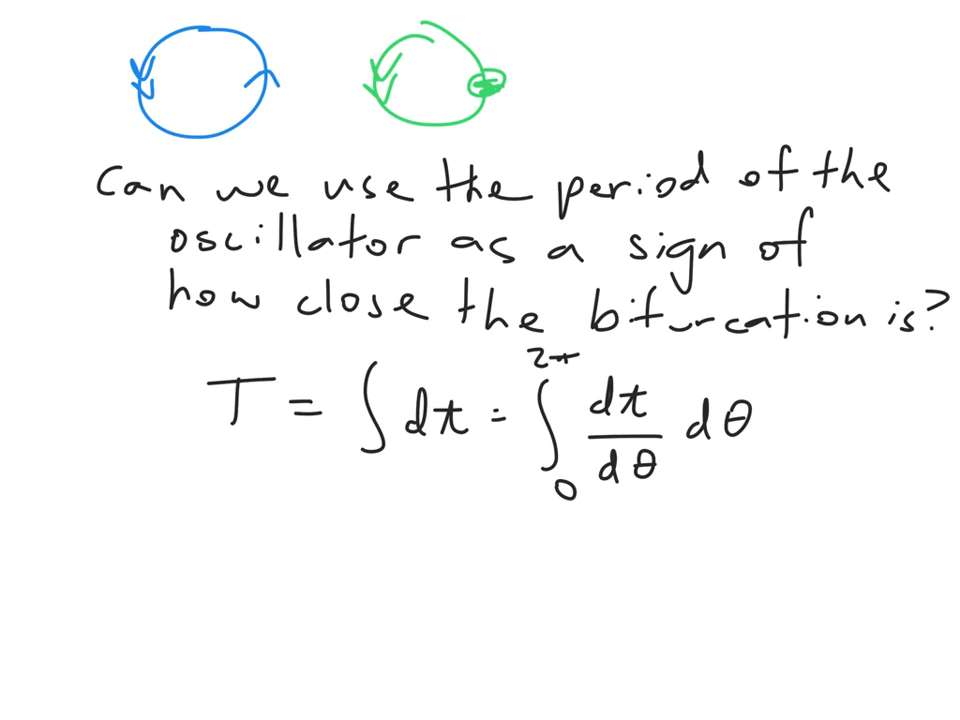 Can we use the period of the
oscillator as a sign of
how close the bifurcation is?
T = ∫ dt = ∫₀^{2π} dt/dθ dθ